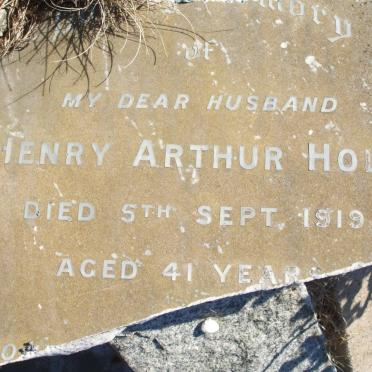 of
MY DEAR HUSBAND
HENRY ARTHUR
DIED 5TH SEPT. 1919
AGED 41 YEARS